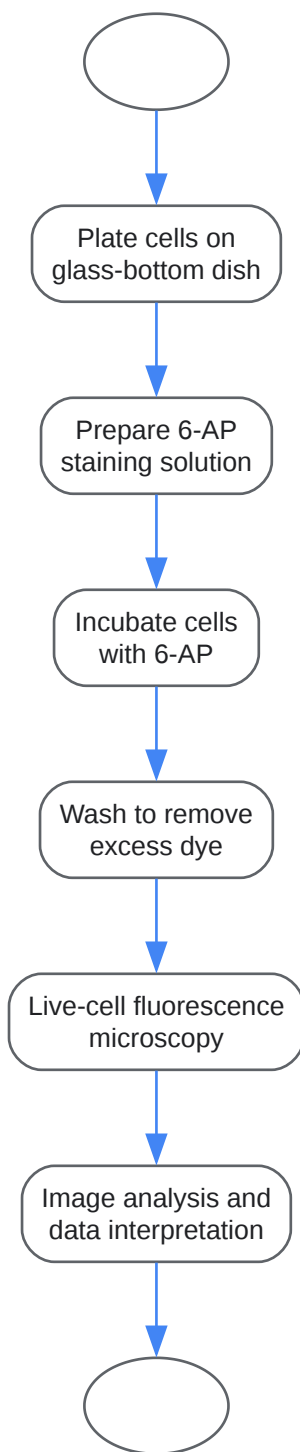 Plate cells on
glass-bottom dish
Prepare 6-AP
staining solution
Incubate cells
with 6-AP
Wash to remove
excess dye
Live-cell fluorescence
microscopy
Image analysis and
data interpretation